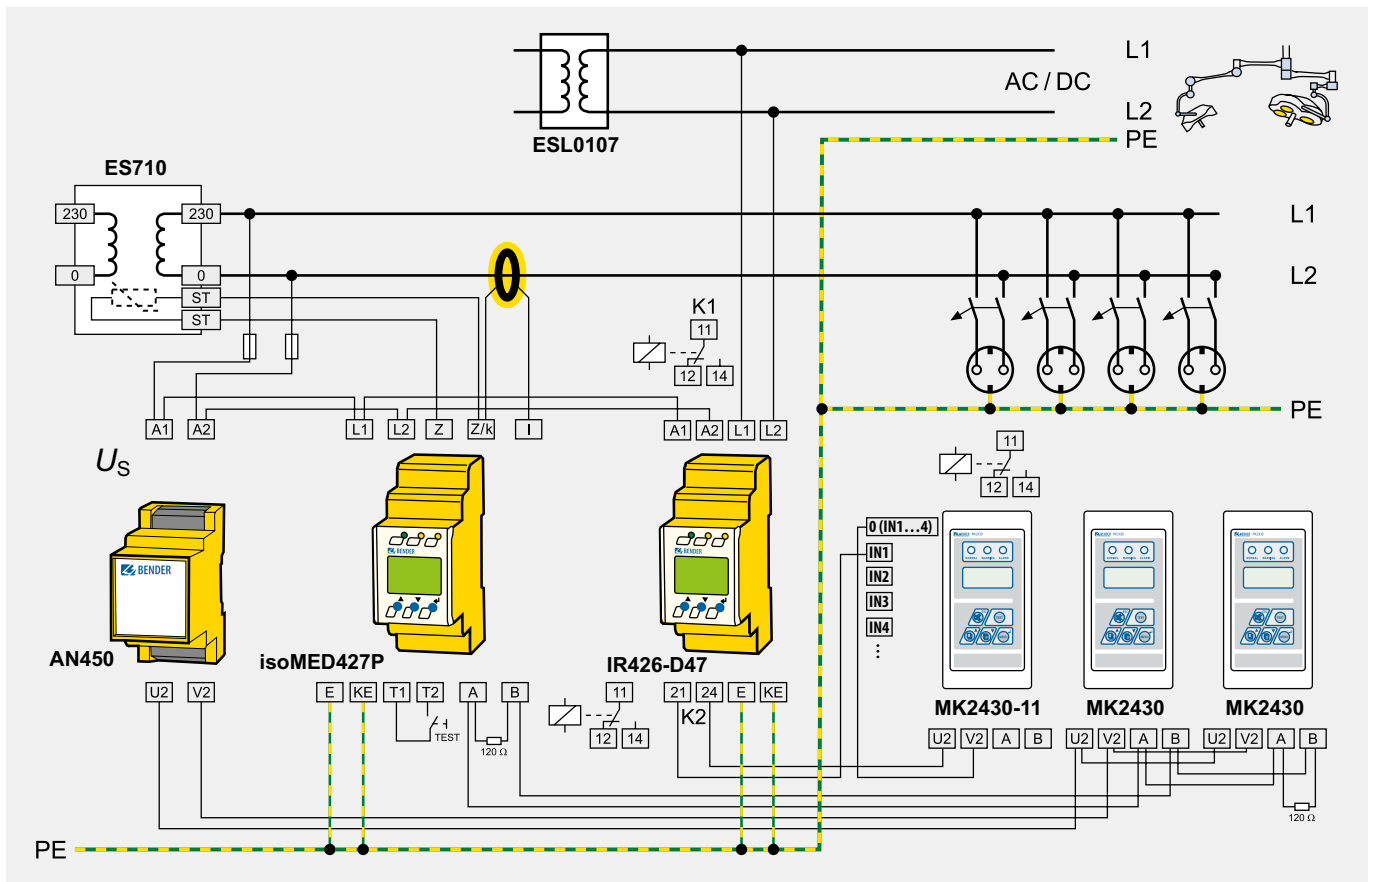 L1
AC / DC
L2
PE
ESL0107
ES710
230
230
0
0
ST
ST
L1
L2
K1
11
12
14
A1
A2
L1
L2
Z
Z/k
l
A1
A2
L1
L2
PE
US
11
12
14
0 (IN1...4)
IN1
IN2
IN3
IN4
⋮
BENDER
BENDER
BENDER
AN450
isoMED427P
IR426-D47
MK2430-11
MK2430
MK2430
U2
V2
E
KE
T1
T2
A
B
11
12
14
21
24
E
KE
K2
TEST
120 Ω
U2
V2
A
B
U2
V2
A
B
U2
V2
A
B
120 Ω
PE